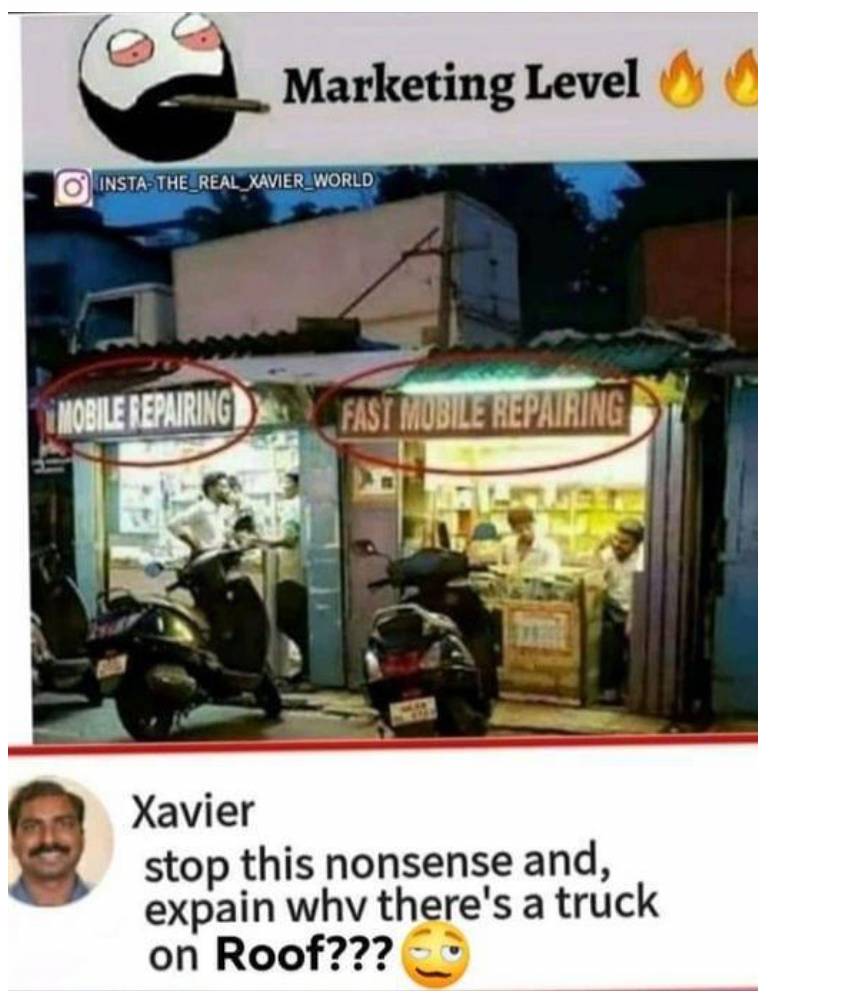 Marketing Level 🔥 🔥
INSTA-THE_REAL_XAVIER_WORLD
MOBILE REPAIRING
FAST MOBILE REPAIRING
Xavier
stop this nonsense and,
expain why there's a truck
on Roof??? 🥴